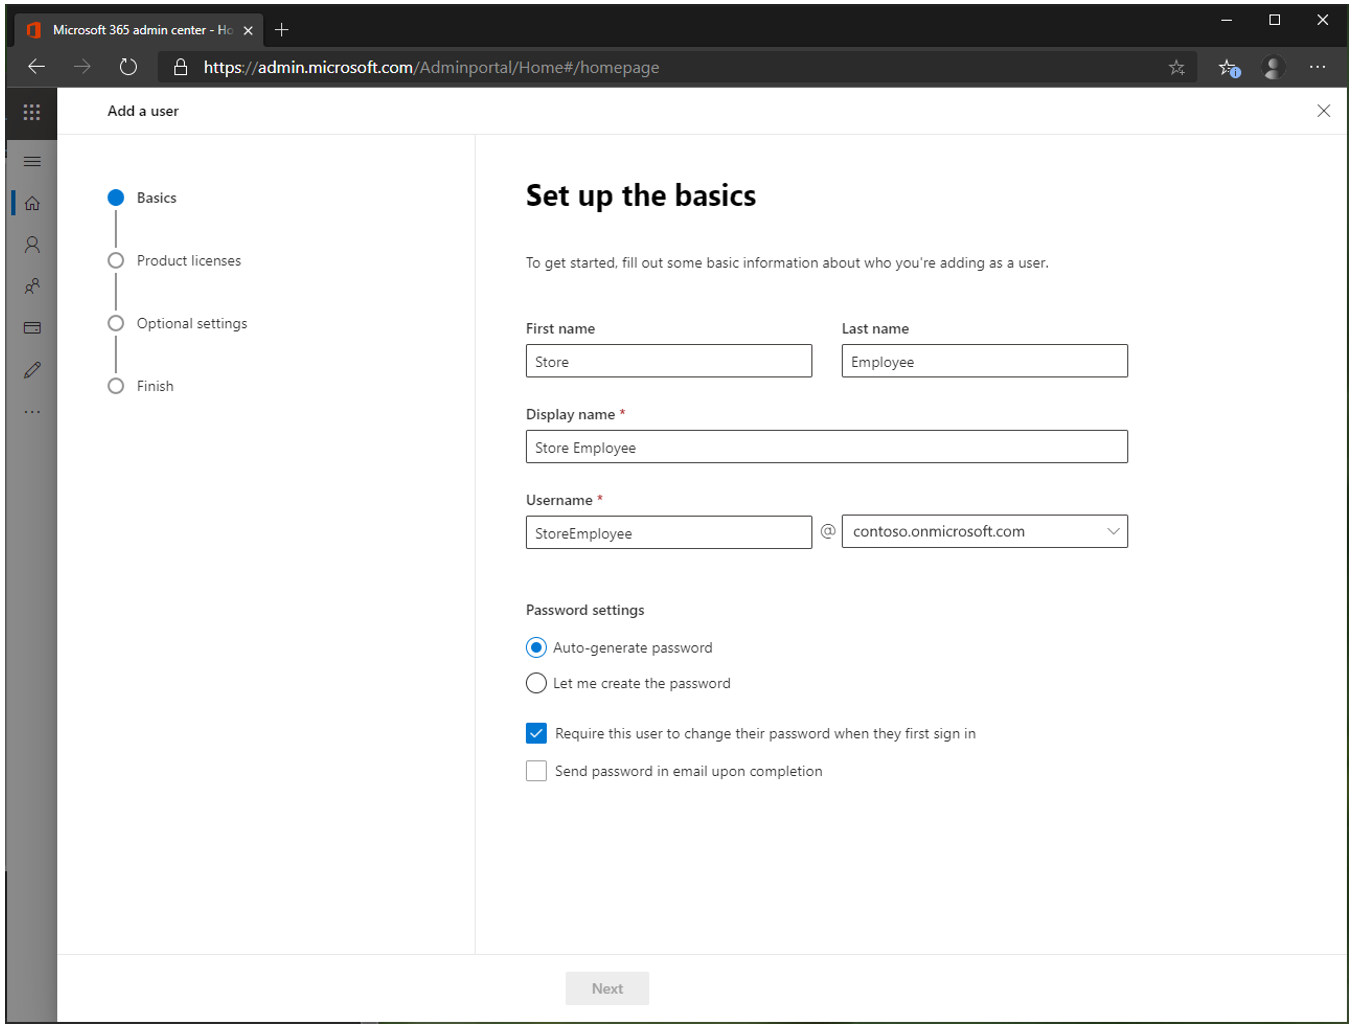 Microsoft 365 admin center - Ho
https://admin.microsoft.com/Adminportal/Home#/homepage
Add a user
Basics
Product licenses
Optional settings
Finish
Set up the basics
To get started, fill out some basic information about who you're adding as a user.
First name
Last name
Store
Employee
Display name *
Store Employee
Username *
StoreEmployee
@
contoso.onmicrosoft.com
Password settings
Auto-generate password
Let me create the password
Require this user to change their password when they first sign in
Send password in email upon completion
Next